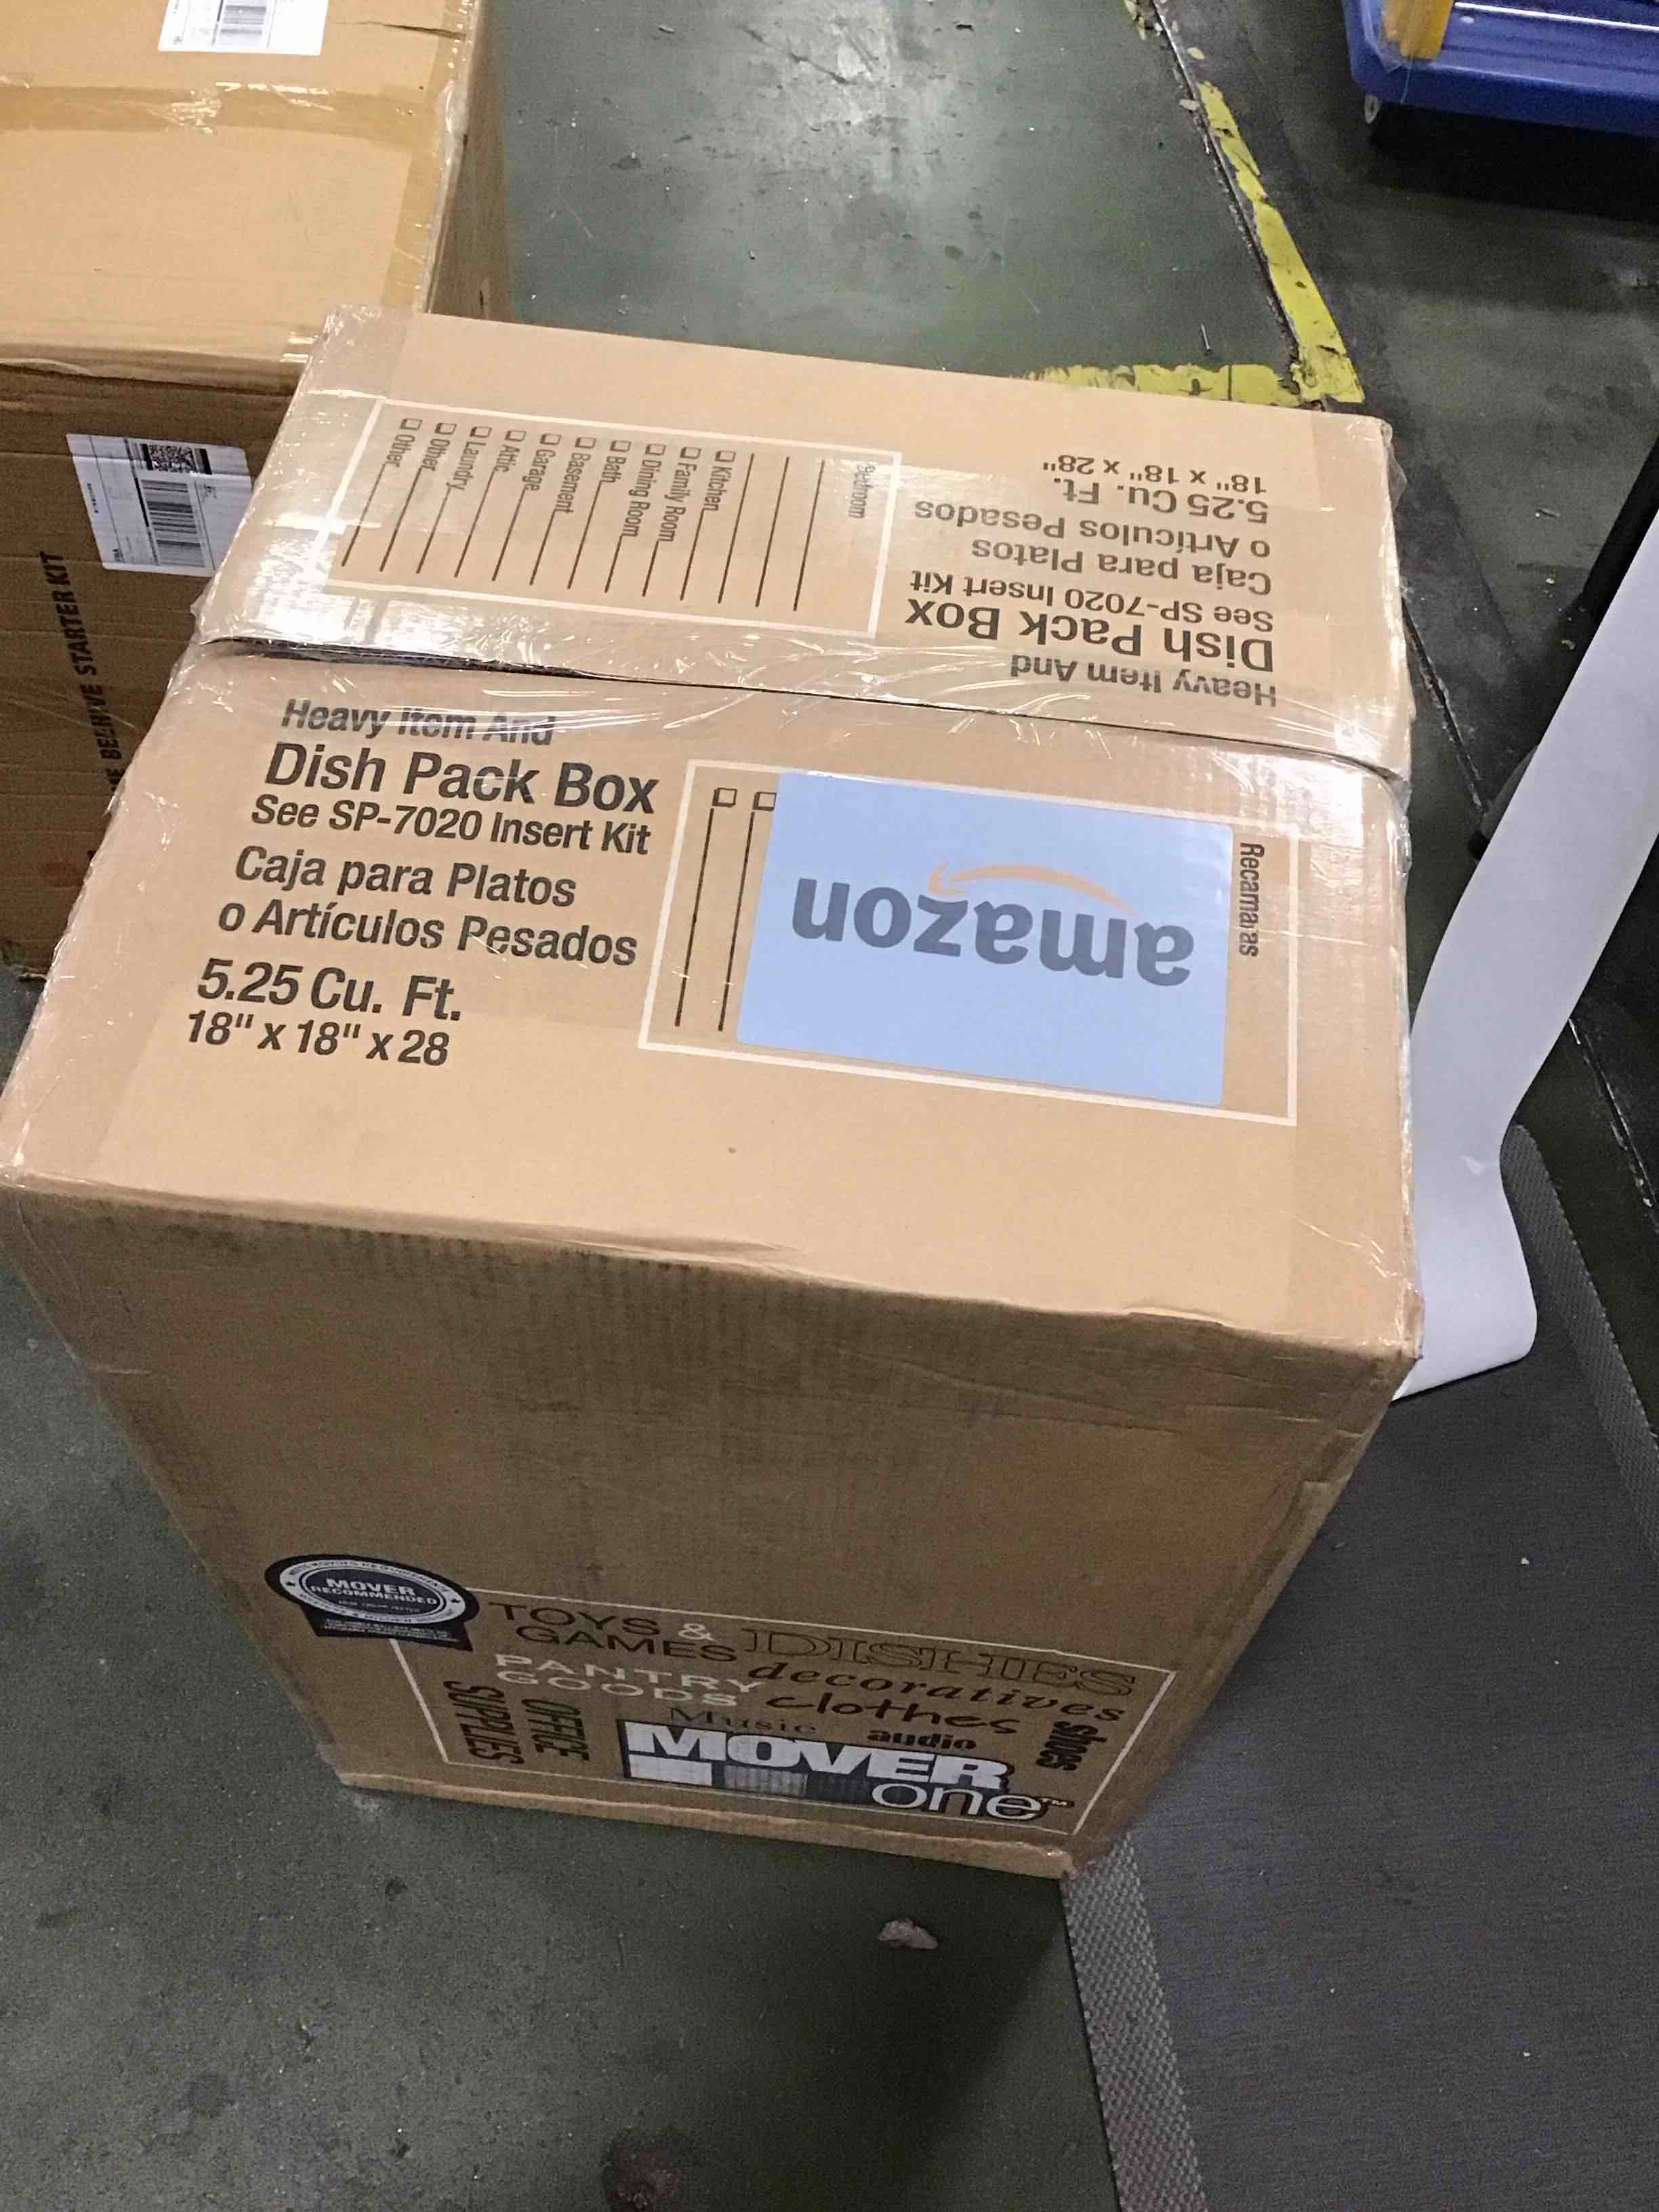 BEEHIVE STARTER KIT
Bedroom
Kitchen
Family Room
Dining Room
Bath
Basement
Garage
Attic
Laundry
Other
Other
Heavy Item And
Dish Pack Box
See SP-7020 Insert Kit
Caja para Platos
o Artículos Pesados
5.25 Cu. Ft.
18" x 18" x 28"
Heavy Item And
Dish Pack Box
See SP-7020 Insert Kit
Caja para Platos
o Artículos Pesados
5.25 Cu. Ft.
18" x 18" x 28
Recamaras
amazon
MOVER
RECOMMENDED
TOYS &
GAMES
DISHES
PANTRY
GOODS
decoratives
clothes
shoes
SUPPLIES
OFFICE
Music
audio
MOVER
one™